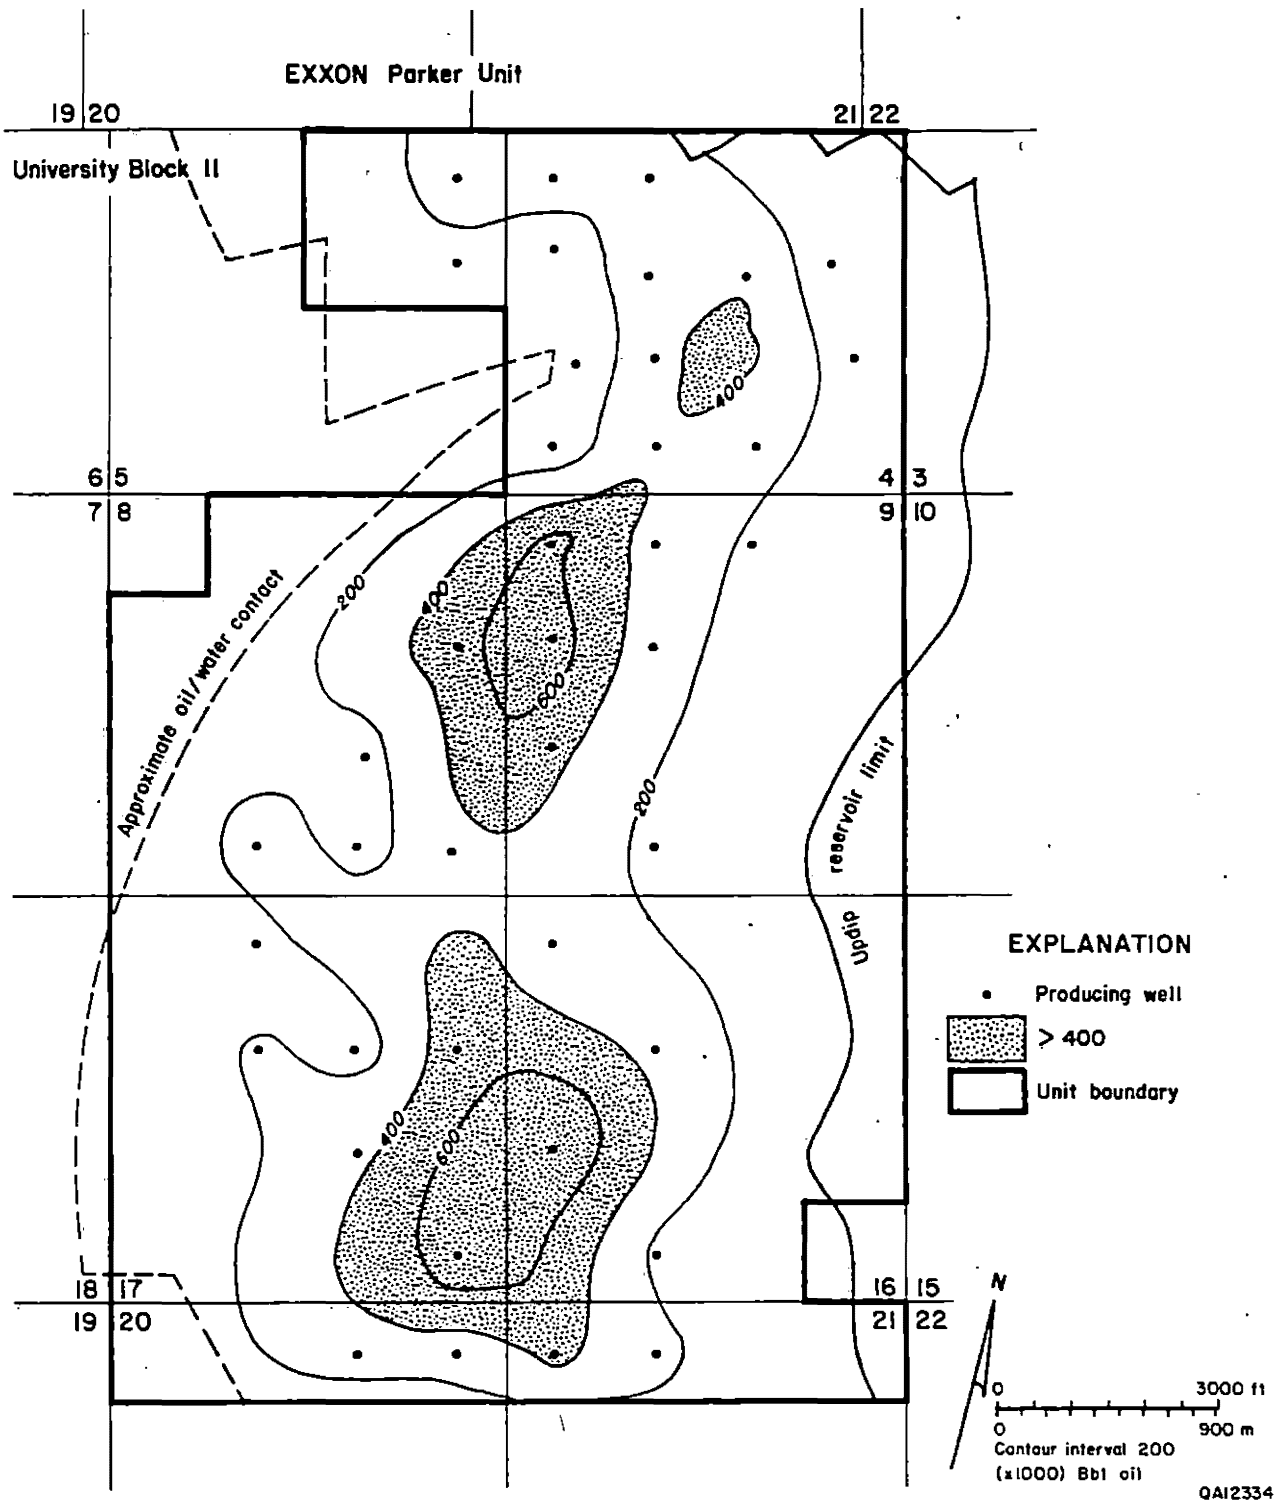 EXXON Parker Unit
19 20
21 22
University Block II
400
6 5
4 3
7 8
9 10
200
400
Approximate oil/water contact
600
200
Updip reservoir limit
EXPLANATION
Producing well
> 400
Unit boundary
400
600
N
18 17
16 15
19 20
21 22
0 3000 ft
0 900 m
Contour interval 200
(x1000) Bbl oil
QA12334